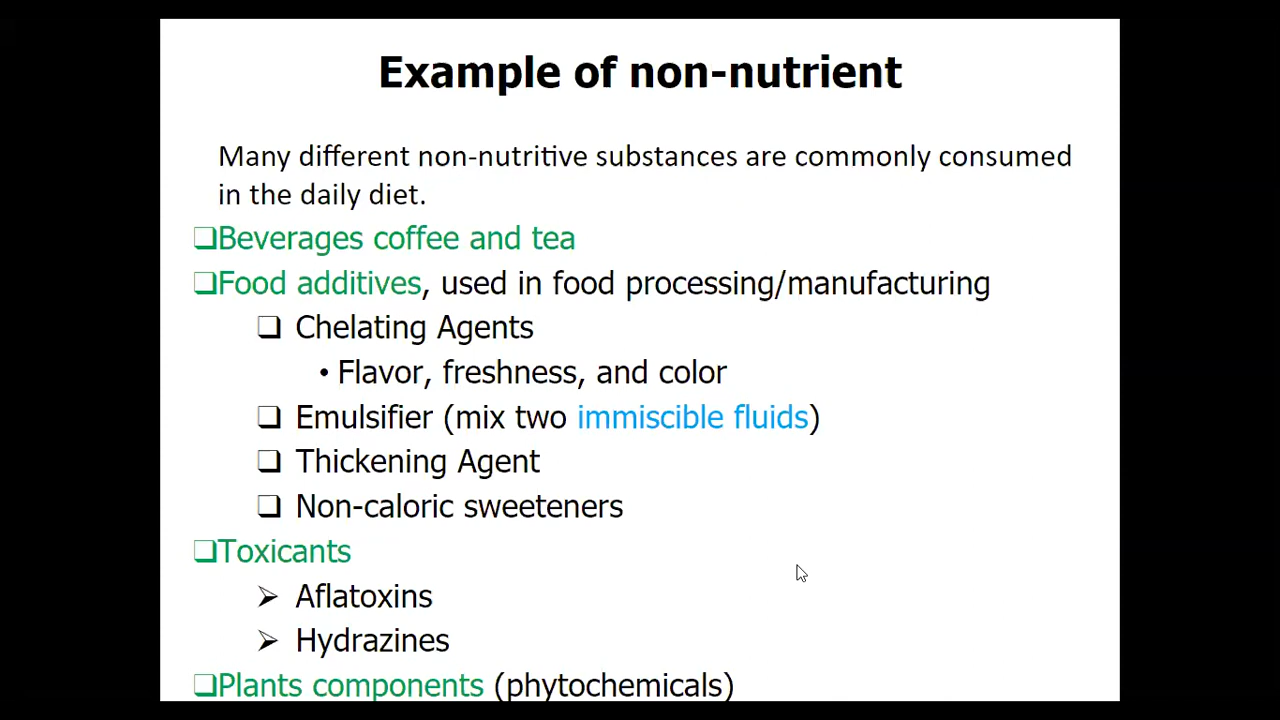 Example of non-nutrient
Many different non-nutritive substances are commonly consumed
in the daily diet.
❑Beverages coffee and tea
❑Food additives, used in food processing/manufacturing
❑ Chelating Agents
• Flavor, freshness, and color
❑ Emulsifier (mix two immiscible fluids)
❑ Thickening Agent
❑ Non-caloric sweeteners
❑Toxicants
➢ Aflatoxins
➢ Hydrazines
❑Plants components (phytochemicals)